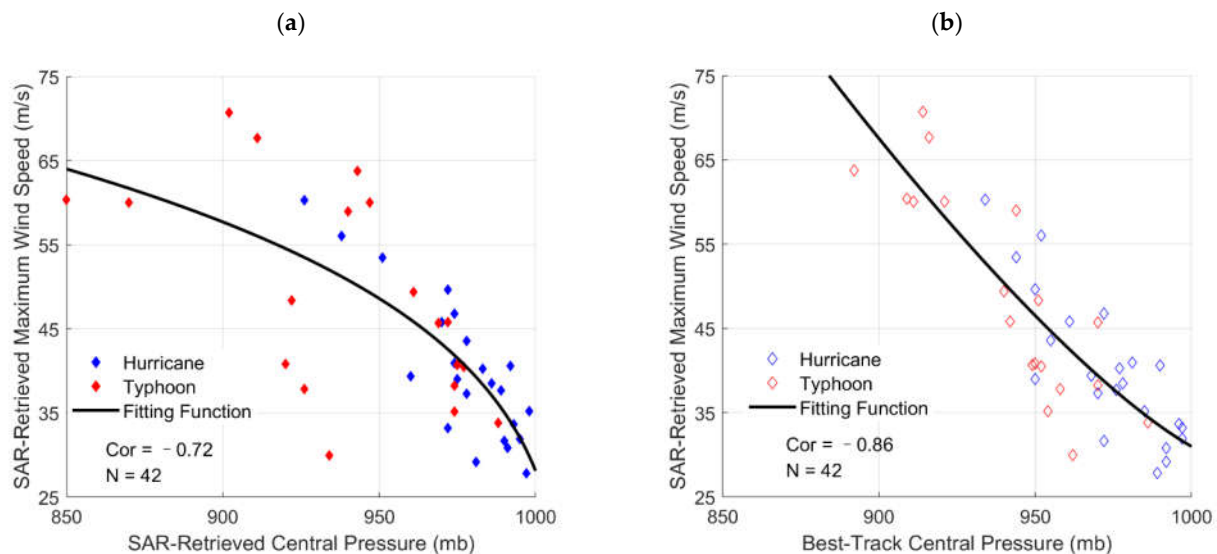 (a)
75
65
55
45
35
25
SAR-Retrieved Maximum Wind Speed (m/s)
Hurricane
Typhoon
Fitting Function
Cor = －0.72
N = 42
850
900
950
1000
SAR-Retrieved Central Pressure (mb)
(b)
75
65
55
45
35
25
SAR-Retrieved Maximum Wind Speed (m/s)
Hurricane
Typhoon
Fitting Function
Cor = －0.86
N = 42
850
900
950
1000
Best-Track Central Pressure (mb)